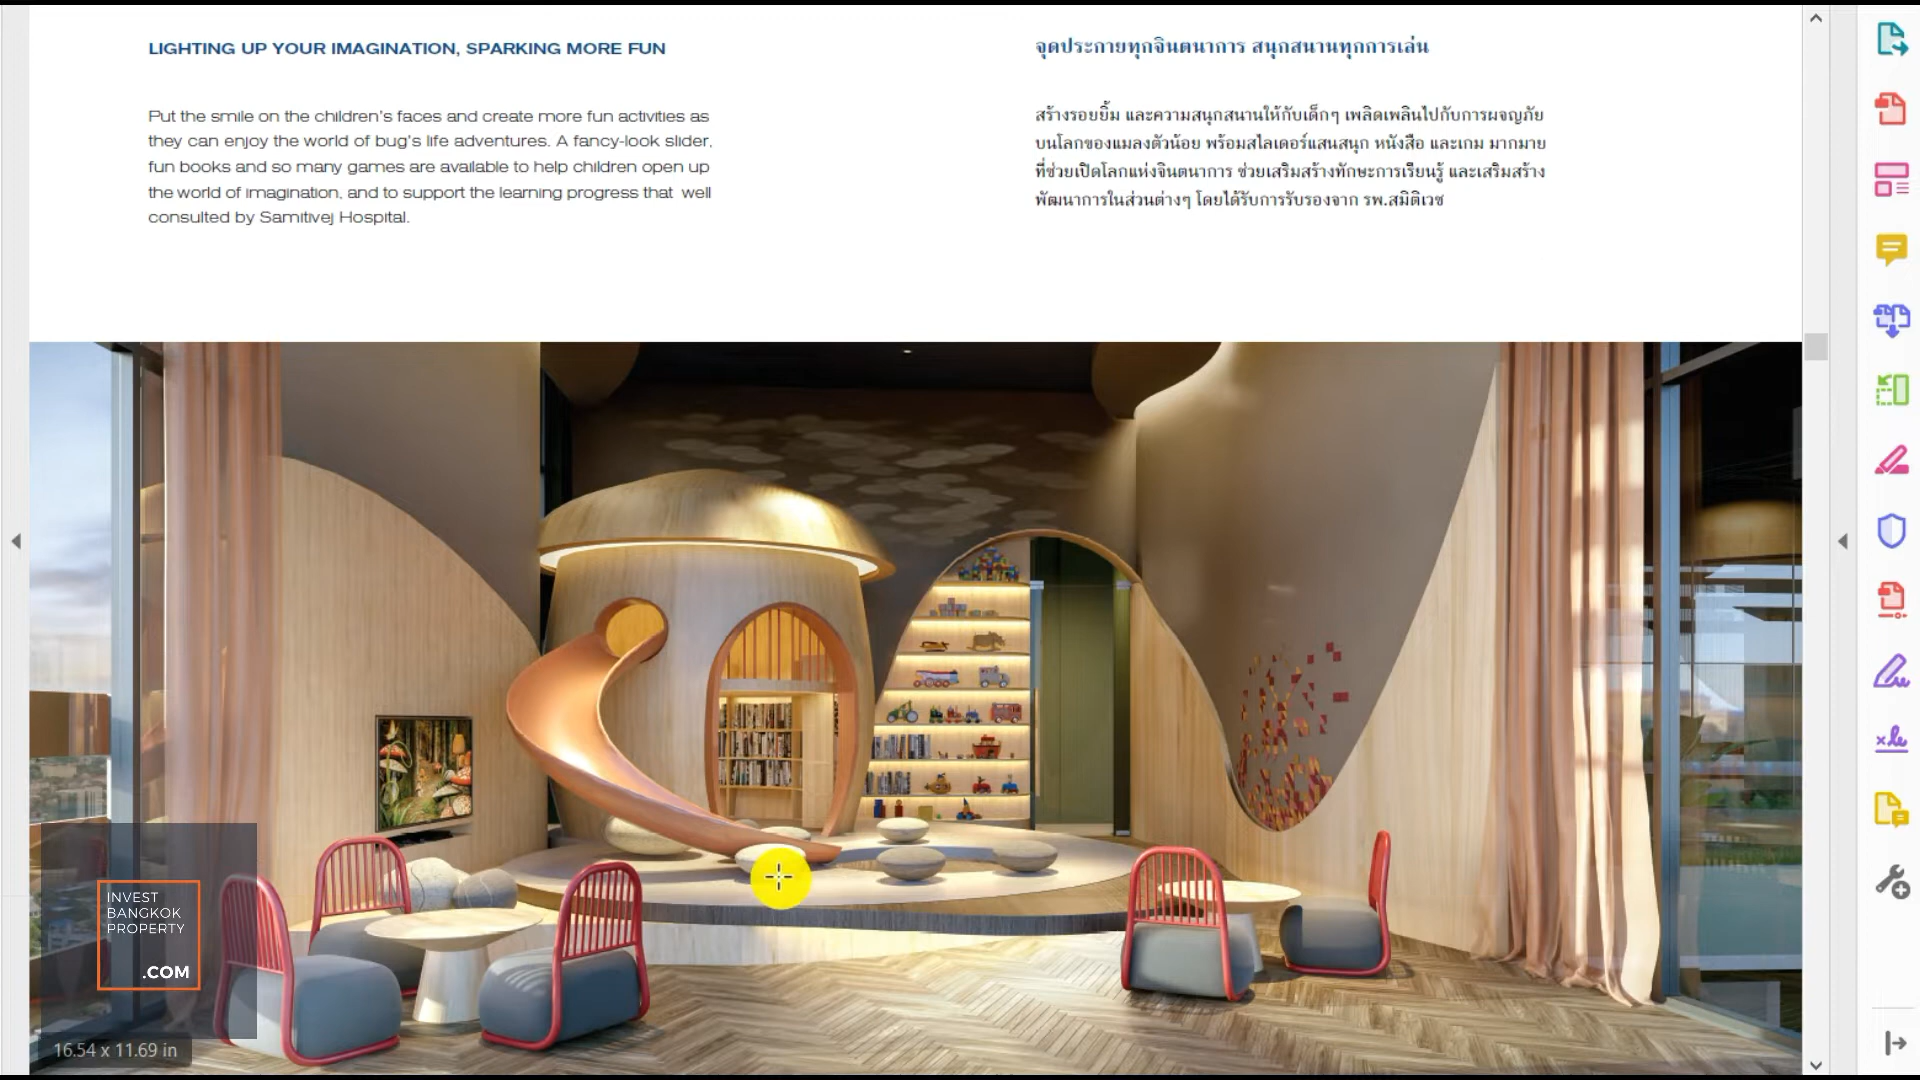 LIGHTING UP YOUR IMAGINATION, SPARKING MORE FUN
Put the smile on the children's faces and create more fun activities as
they can enjoy the world of bug's life adventures. A fancy-look slider,
fun books and so many games are available to help children open up
the world of imagination, and to support the learning progress that well
consulted by Samitivej Hospital.
จุดประกายทุกจินตนาการ สนุกสนานทุกการเล่น
สร้างรอยยิ้ม และความสนุกสนานให้กับเด็กๆ เพลิดเพลินไปกับการผจญภัย
บนโลกของแมลงตัวน้อย พร้อมสไลเดอร์แสนสนุก หนังสือ และเกม มากมาย
ที่ช่วยเปิดโลกแห่งจินตนาการ ช่วยเสริมสร้างทักษะการเรียนรู้ และเสริมสร้าง
พัฒนาการในส่วนต่างๆ โดยได้รับการรับรองจาก รพ.สมิติเวช
INVEST
BANGKOK
PROPERTY
.COM
16.54 x 11.69 in